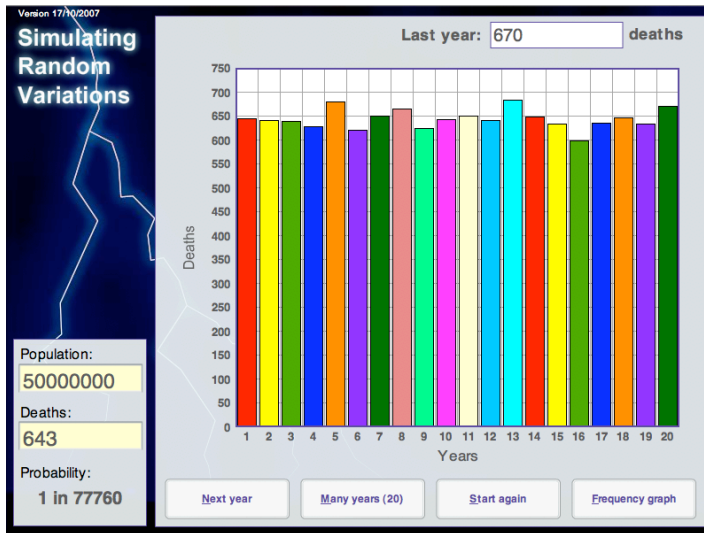 Version 17/10/2007
Simulating
Random
Variations
Last year: 670 deaths
750
700
650
600
550
500
450
400
350
300
250
200
150
100
50
0
Deaths
1 2 3 4 5 6 7 8 9 10 11 12 13 14 15 16 17 18 19 20
Years
Population:
50000000
Deaths:
643
Probability:
1 in 77760
Next year Many years (20) Start again Frequency graph